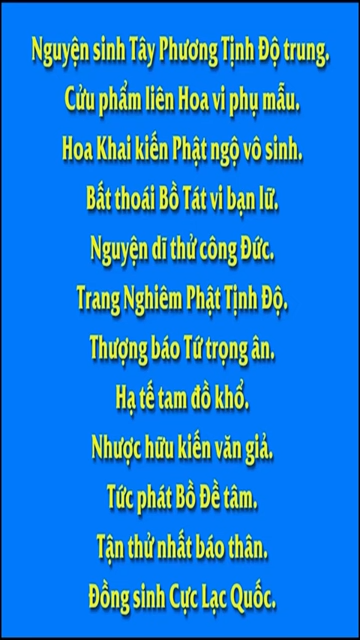 Nguyện sinh Tây Phương Tịnh Độ trung.
Cửu phẩm liên Hoa vi phụ mẫu.
Hoa Khai kiến Phật ngộ vô sinh.
Bất thoái Bồ Tát vi bạn lữ.
Nguyện dĩ thử công Đức.
Trang Nghiêm Phật Tịnh Độ.
Thượng báo Tứ trọng ân.
Hạ tế tam đồ khổ.
Nhược hữu kiến văn giả.
Tức phát Bồ Đề tâm.
Tận thử nhất báo thân.
Đồng sinh Cực Lạc Quốc.